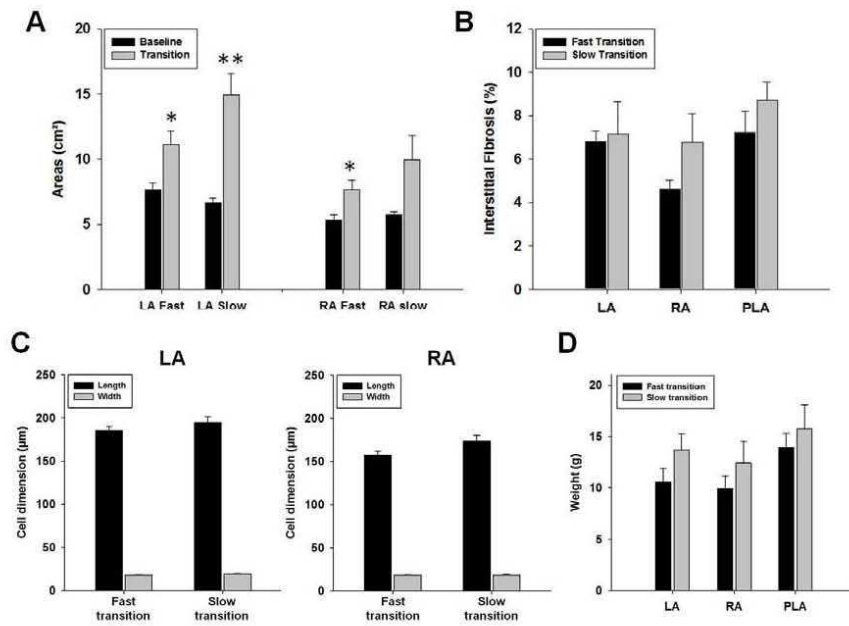 A
Baseline
Transition
Areas (cm²)
20
15
10
5
0
*
**
*
LA Fast
LA Slow
RA Fast
RA slow
B
Fast Transition
Slow Transition
Interstitial Fibrosis (%)
12
10
8
6
4
2
0
LA
RA
PLA
C
LA
Length
Width
Cell dimension (µm)
250
200
150
100
50
0
Fast transition
Slow transition
RA
Length
Width
Cell dimension (µm)
250
200
150
100
50
0
Fast transition
Slow transition
D
Fast transition
Slow transition
Weight (g)
20
15
10
5
0
LA
RA
PLA